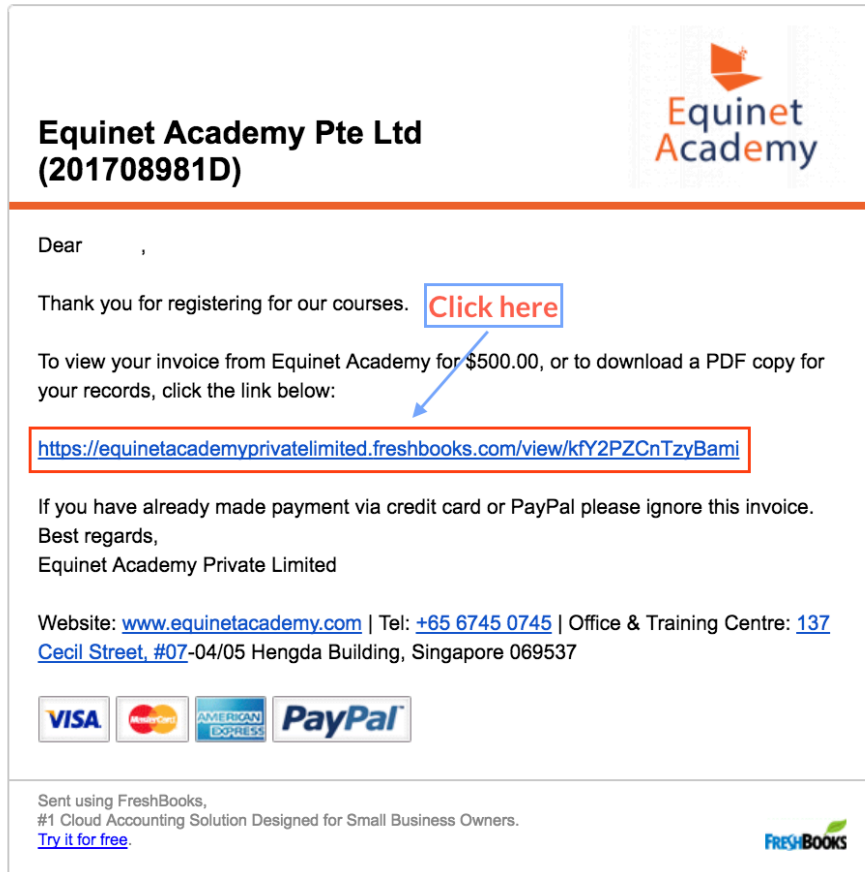 Equinet Academy Pte Ltd
(201708981D)
Equinet
Academy
Dear ,
Thank you for registering for our courses.
Click here
To view your invoice from Equinet Academy for $500.00, or to download a PDF copy for
your records, click the link below:
https://equinetacademyprivatelimited.freshbooks.com/view/kfY2PZCnTzyBami
If you have already made payment via credit card or PayPal please ignore this invoice.
Best regards,
Equinet Academy Private Limited
Website: www.equinetacademy.com | Tel: +65 6745 0745 | Office & Training Centre: 137
Cecil Street, #07-04/05 Hengda Building, Singapore 069537
VISA MasterCard AMERICAN EXPRESS PayPal
Sent using FreshBooks,
#1 Cloud Accounting Solution Designed for Small Business Owners.
Try it for free.
FRESHBOOKS